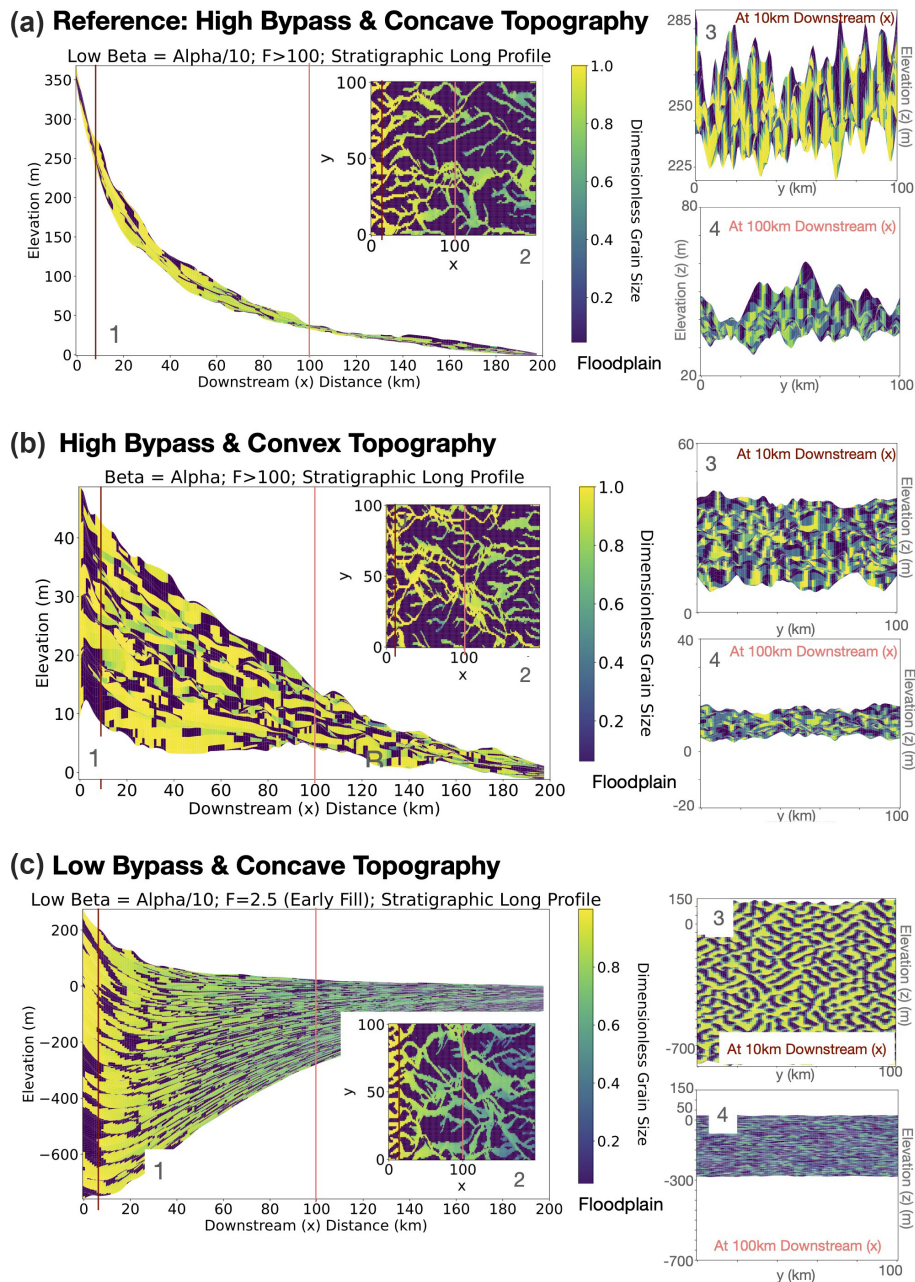 (a) Reference: High Bypass & Concave Topography
Low Beta = Alpha/10; F>100; Stratigraphic Long Profile
Elevation (m)
350
300
250
200
150
100
50
0
0 20 40 60 80 100 120 140 160 180 200
Downstream (x) Distance (km)
1
100
50
0
y
0 100
x
2
1.0
0.8
0.6
0.4
0.2
Dimensionless Grain Size
Floodplain
285
250
225
3
At 10km Downstream (x)
Elevation (z) (m)
0 100
y (km)
80
20
4
At 100km Downstream (x)
Elevation (z) (m)
0 100
y (km)
(b) High Bypass & Convex Topography
Beta = Alpha; F>100; Stratigraphic Long Profile
Elevation (m)
40
30
20
10
0
0 20 40 60 80 100 120 140 160 180 200
Downstream (x) Distance (km)
1
100
50
0
y
0 100
x
2
1.0
0.8
0.6
0.4
0.2
Dimensionless Grain Size
Floodplain
60
0
3
At 10km Downstream (x)
Elevation (z) (m)
100
y (km)
40
0
-20
4
At 100km Downstream (x)
Elevation (z) (m)
100
y (km)
(c) Low Bypass & Concave Topography
Low Beta = Alpha/10; F=2.5 (Early Fill); Stratigraphic Long Profile
Elevation (m)
200
0
−200
−400
−600
0 20 40 60 80 100 120 140 160 180 200
Downstream (x) Distance (km)
1
100
50
0
y
0 100
x
2
1.0
0.8
0.6
0.4
0.2
Dimensionless Grain Size
Floodplain
150
0
-700
3
At 10km Downstream (x)
Elevation (z) (m)
100
y (km)
150
50
0
-300
-700
4
At 100km Downstream (x)
Elevation (z) (m)
100
y (km)